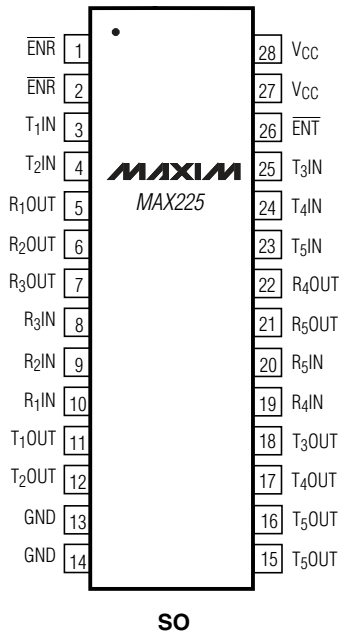 ENR 1
ENR 2
T1IN 3
T2IN 4
R1OUT 5
R2OUT 6
R3OUT 7
R3IN 8
R2IN 9
R1IN 10
T1OUT 11
T2OUT 12
GND 13
GND 14
MAXIM
MAX225
28 VCC
27 VCC
26 ENT
25 T3IN
24 T4IN
23 T5IN
22 R4OUT
21 R5OUT
20 R5IN
19 R4IN
18 T3OUT
17 T4OUT
16 T5OUT
15 T5OUT
SO